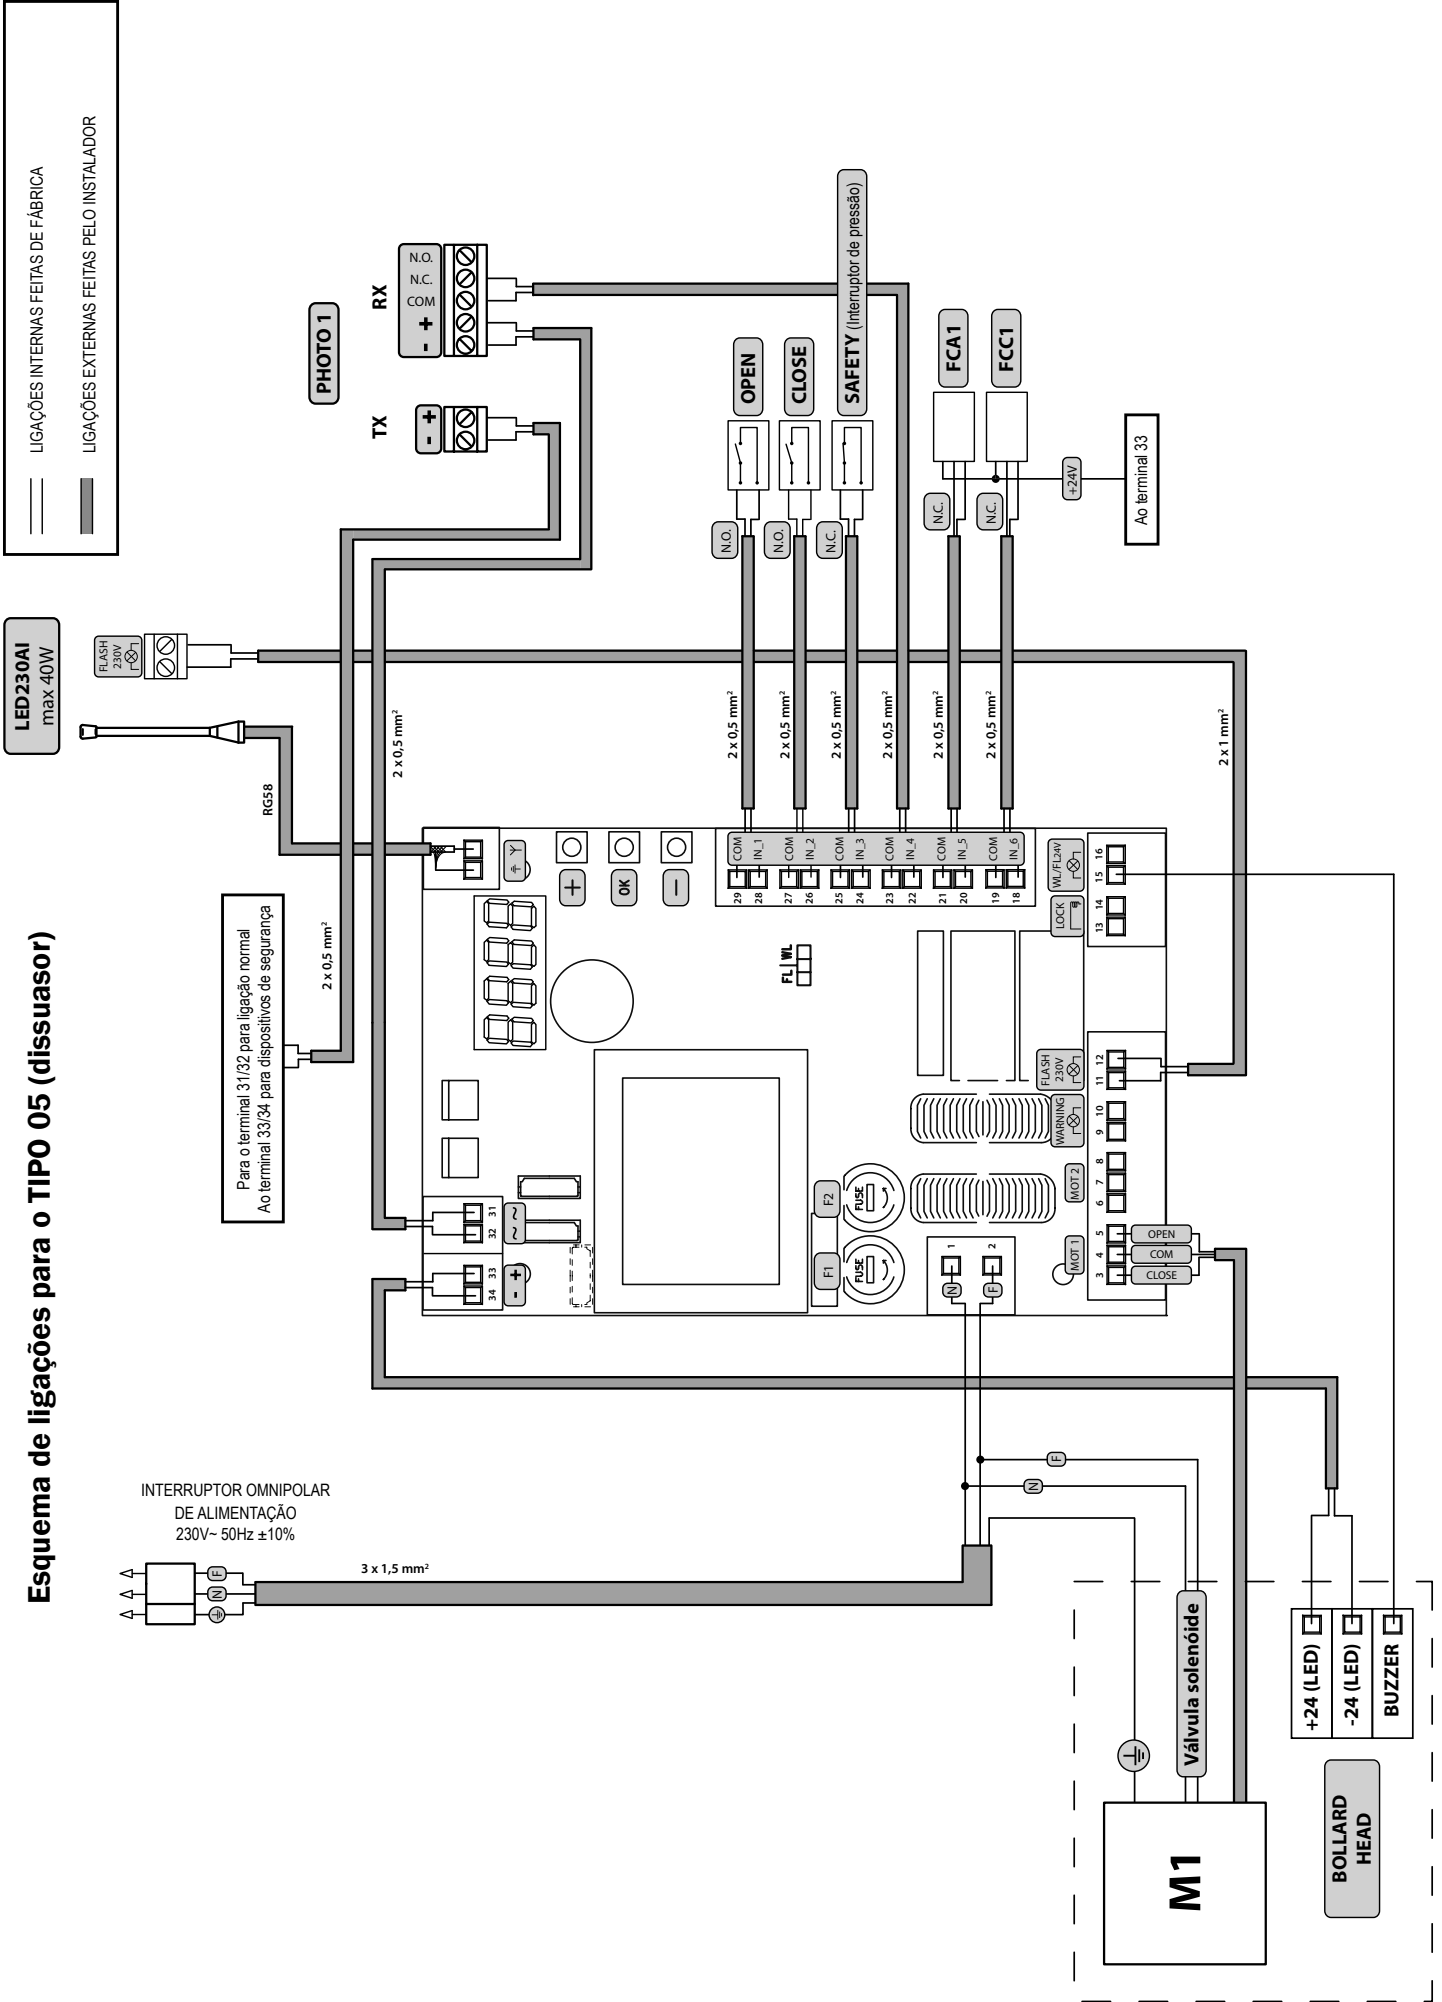 Esquema de ligações para o TIPO 05 (dissuasor)
LIGAÇÕES INTERNAS FEITAS DE FÁBRICA
LIGAÇÕES EXTERNAS FEITAS PELO INSTALADOR
INTERRUPTOR OMNIPOLAR
DE ALIMENTAÇÃO
230V~ 50Hz ±10%
F
N
3 x 1,5 mm²
Para o terminal 31/32 para ligação normal
Ao terminal 33/34 para dispositivos de segurança
2 x 0,5 mm²
RG58
LED230AI
max 40W
FLASH
230V
2 x 0,5 mm²
PHOTO 1
TX
- +
RX
- + COM N.C. N.O.
34 33
- +
32 31
~ ~
Y
+
OK
−
FL WL
F1
F2
FUSE
FUSE
1
2
N
F
29 COM
28 IN_1
27 COM
26 IN_2
25 COM
24 IN_3
23 COM
22 IN_4
21 COM
20 IN_5
19 COM
18 IN_6
2 x 0,5 mm²
2 x 0,5 mm²
2 x 0,5 mm²
2 x 0,5 mm²
2 x 0,5 mm²
2 x 0,5 mm²
N.O.
N.O.
N.C.
N.C.
N.C.
OPEN
CLOSE
SAFETY (Interruptor de pressão)
FCA1
FCC1
+24V
Ao terminal 33
MOT 1
MOT 2
WARNING
FLASH
230V
LOCK
WL/FL24V
3 4 5 6 7 8 9 10 11 12 13 14 15 16
CLOSE
COM
OPEN
2 x 1 mm²
F
N
M1
Válvula solenóide
+24 (LED)
-24 (LED)
BUZZER
BOLLARD
HEAD